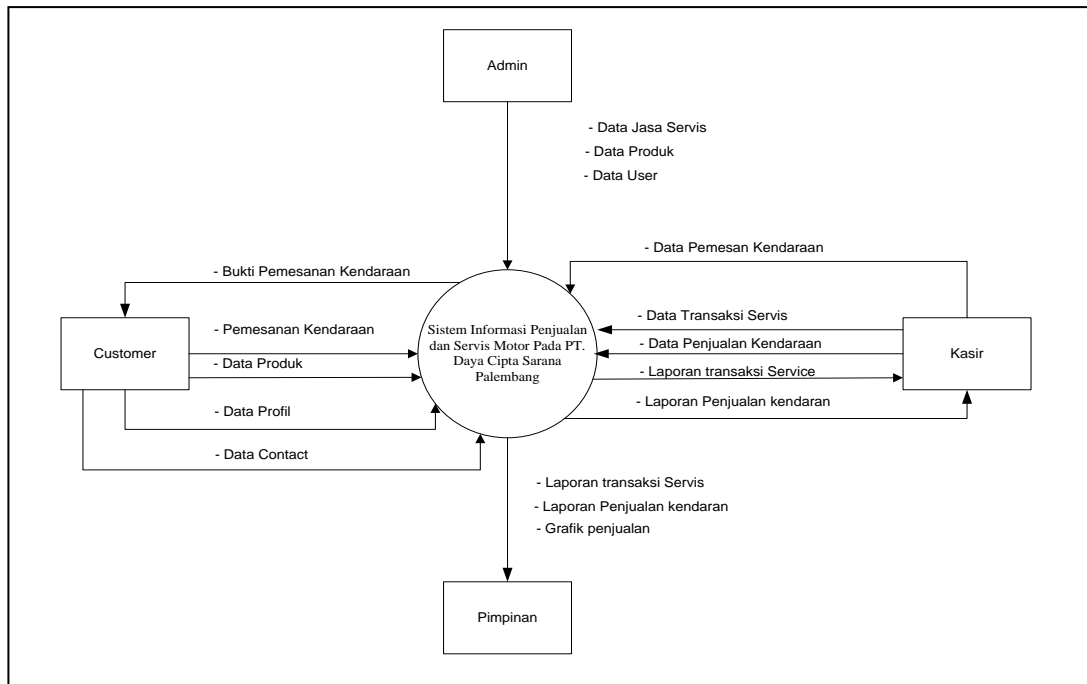 Admin
- Data Jasa Servis
- Data Produk
- Data User
- Data Pemesan Kendaraan
- Bukti Pemesanan Kendaraan
- Pemesanan Kendaraan
- Data Produk
Customer
- Data Profil
- Data Contact
Sistem Informasi Penjualan
dan Servis Motor Pada PT.
Daya Cipta Sarana
Palembang
- Data Transaksi Servis
- Data Penjualan Kendaraan
- Laporan transaksi Service
- Laporan Penjualan kendaran
Kasir
- Laporan transaksi Servis
- Laporan Penjualan kendaran
- Grafik penjualan
Pimpinan